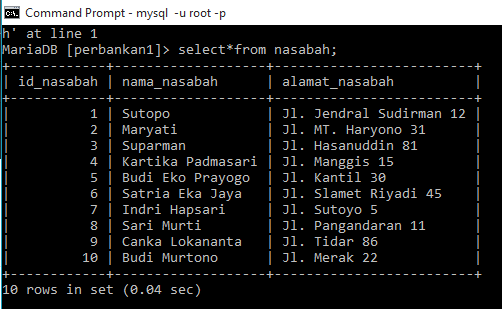 Command Prompt - mysql -u root -p
h' at line 1
MariaDB [perbankan1]> select*from nasabah;
+------------+-------------------+-------------------------+
| id_nasabah | nama_nasabah      | alamat_nasabah          |
+------------+-------------------+-------------------------+
|          1 | Sutopo            | Jl. Jendral Sudirman 12 |
|          2 | Maryati           | Jl. MT. Haryono 31      |
|          3 | Suparman          | Jl. Hasanuddin 81       |
|          4 | Kartika Padmasari | Jl. Manggis 15          |
|          5 | Budi Eko Prayogo  | Jl. Kantil 30           |
|          6 | Satria Eka Jaya   | Jl. Slamet Riyadi 45    |
|          7 | Indri Hapsari     | Jl. Sutoyo 5            |
|          8 | Sari Murti        | Jl. Pangandaran 11      |
|          9 | Canka Lokananta   | Jl. Tidar 86            |
|         10 | Budi Murtono      | Jl. Merak 22            |
+------------+-------------------+-------------------------+
10 rows in set (0.04 sec)